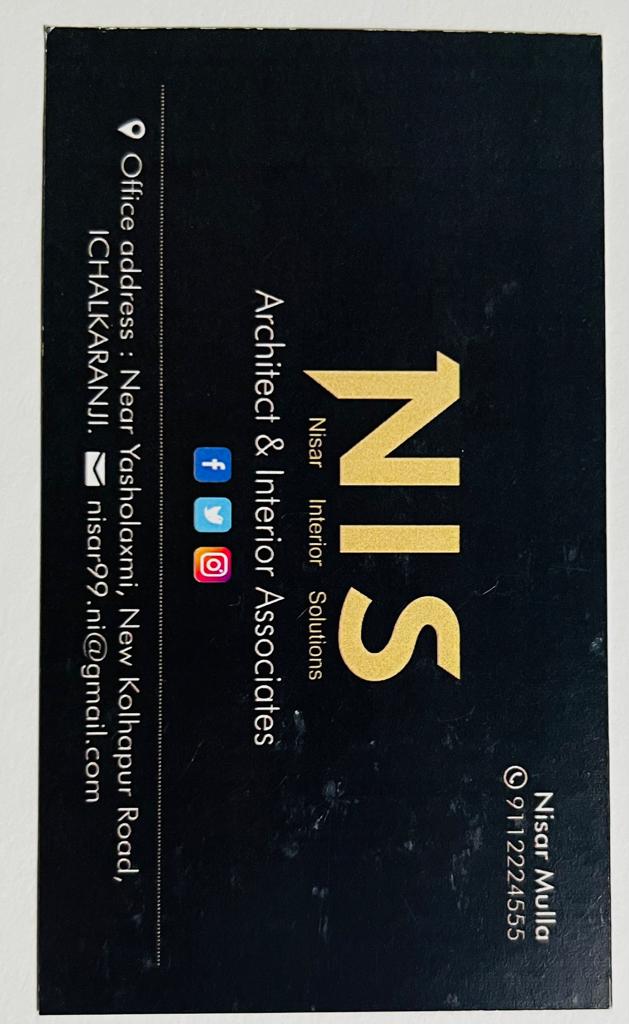 Nisar Mulla
9112224555
NIS
Nisar Interior Solutions
Architect & Interior Associates
Office address : Near Yasholaxmi, New Kolhapur Road,
ICHALKARANJI. nisar99.ni@gmail.com